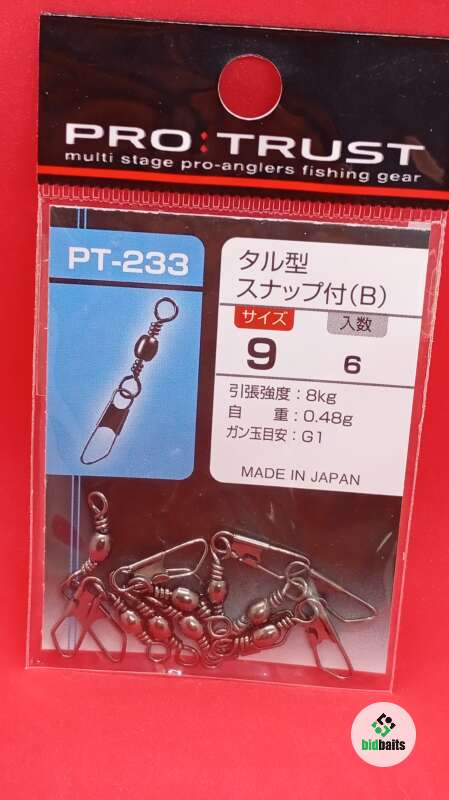 PRO:TRUST
multi stage pro-anglers fishing gear
PT-233
タル型
スナップ付(B)
サイズ 入数
9 6
引張強度:8kg
自 重:0.48g
ガン玉目安:G1
MADE IN JAPAN
bidbaits